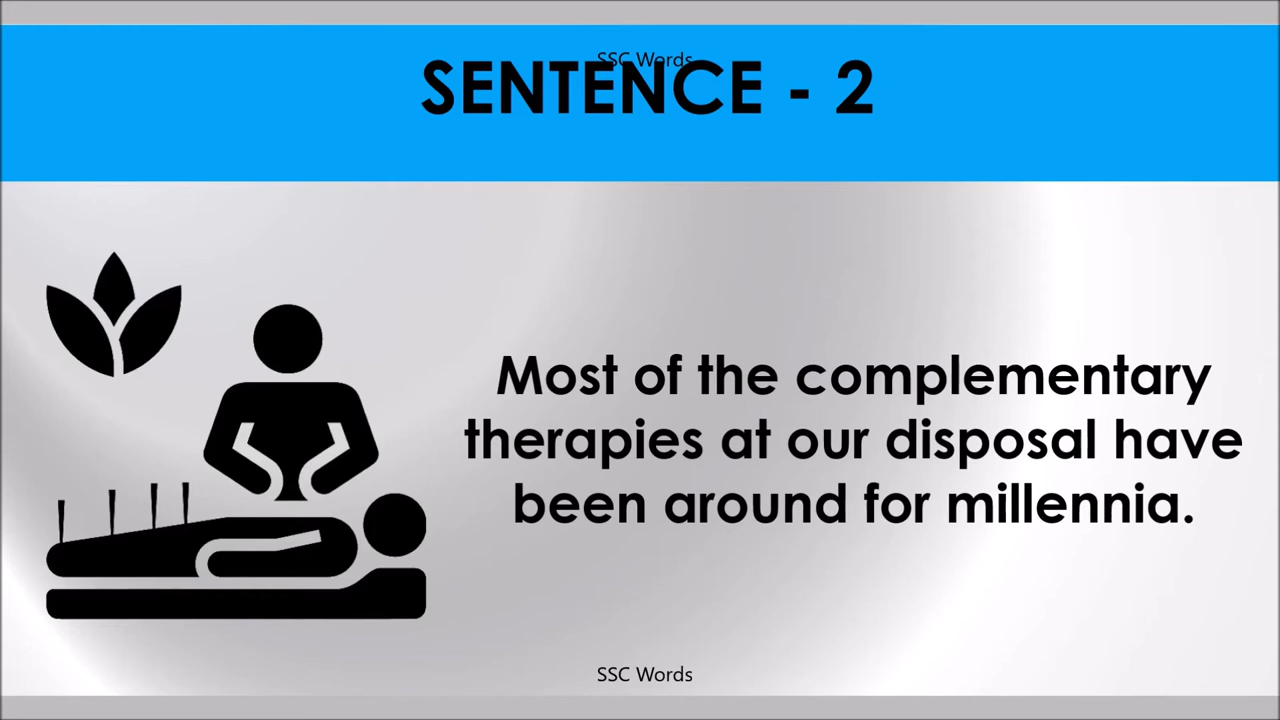 SSC Words
SENTENCE - 2
Most of the complementary
therapies at our disposal have
been around for millennia.
SSC Words